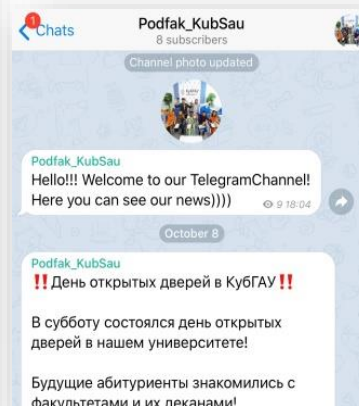 1
Chats
Podfak_KubSau
8 subscribers
Channel photo updated
Podfak_KubSau
Hello!!! Welcome to our TelegramChannel!
Here you can see our news))))
9 18:04
October 8
Podfak_KubSau
‼️День открытых дверей в КубГАУ‼️
В субботу состоялся день открытых
дверей в нашем университете!
Будущие абитуриенты знакомились с
факультетами и их деканами!